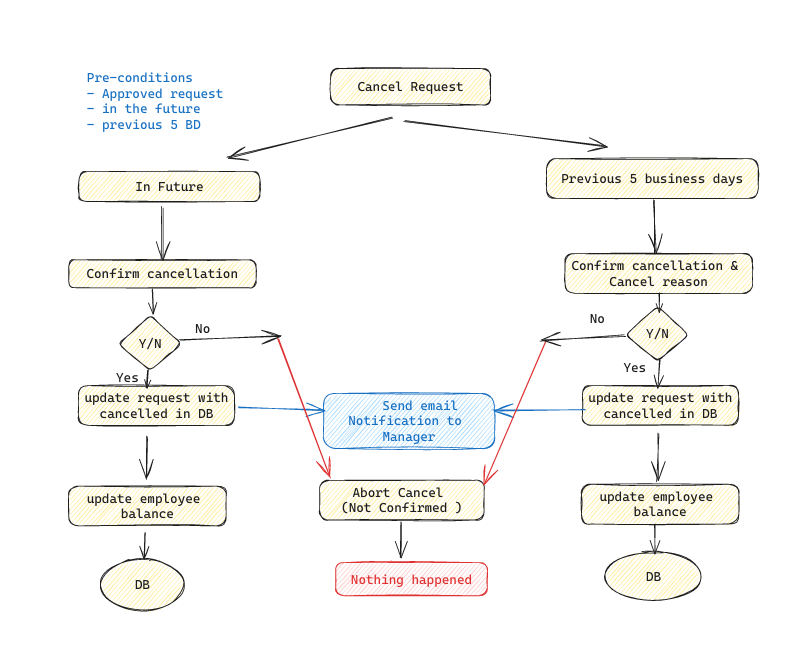 Pre-conditions
- Approved request
- in the future
- previous 5 BD
Cancel Request
In Future
Previous 5 business days
Confirm cancellation
Confirm cancellation &
Cancel reason
Y/N
No
Yes
No
Y/N
Yes
update request with
cancelled in DB
Send email
Notification to
Manager
update request with
cancelled in DB
update employee
balance
Abort Cancel
(Not Confirmed )
update employee
balance
DB
Nothing happened
DB